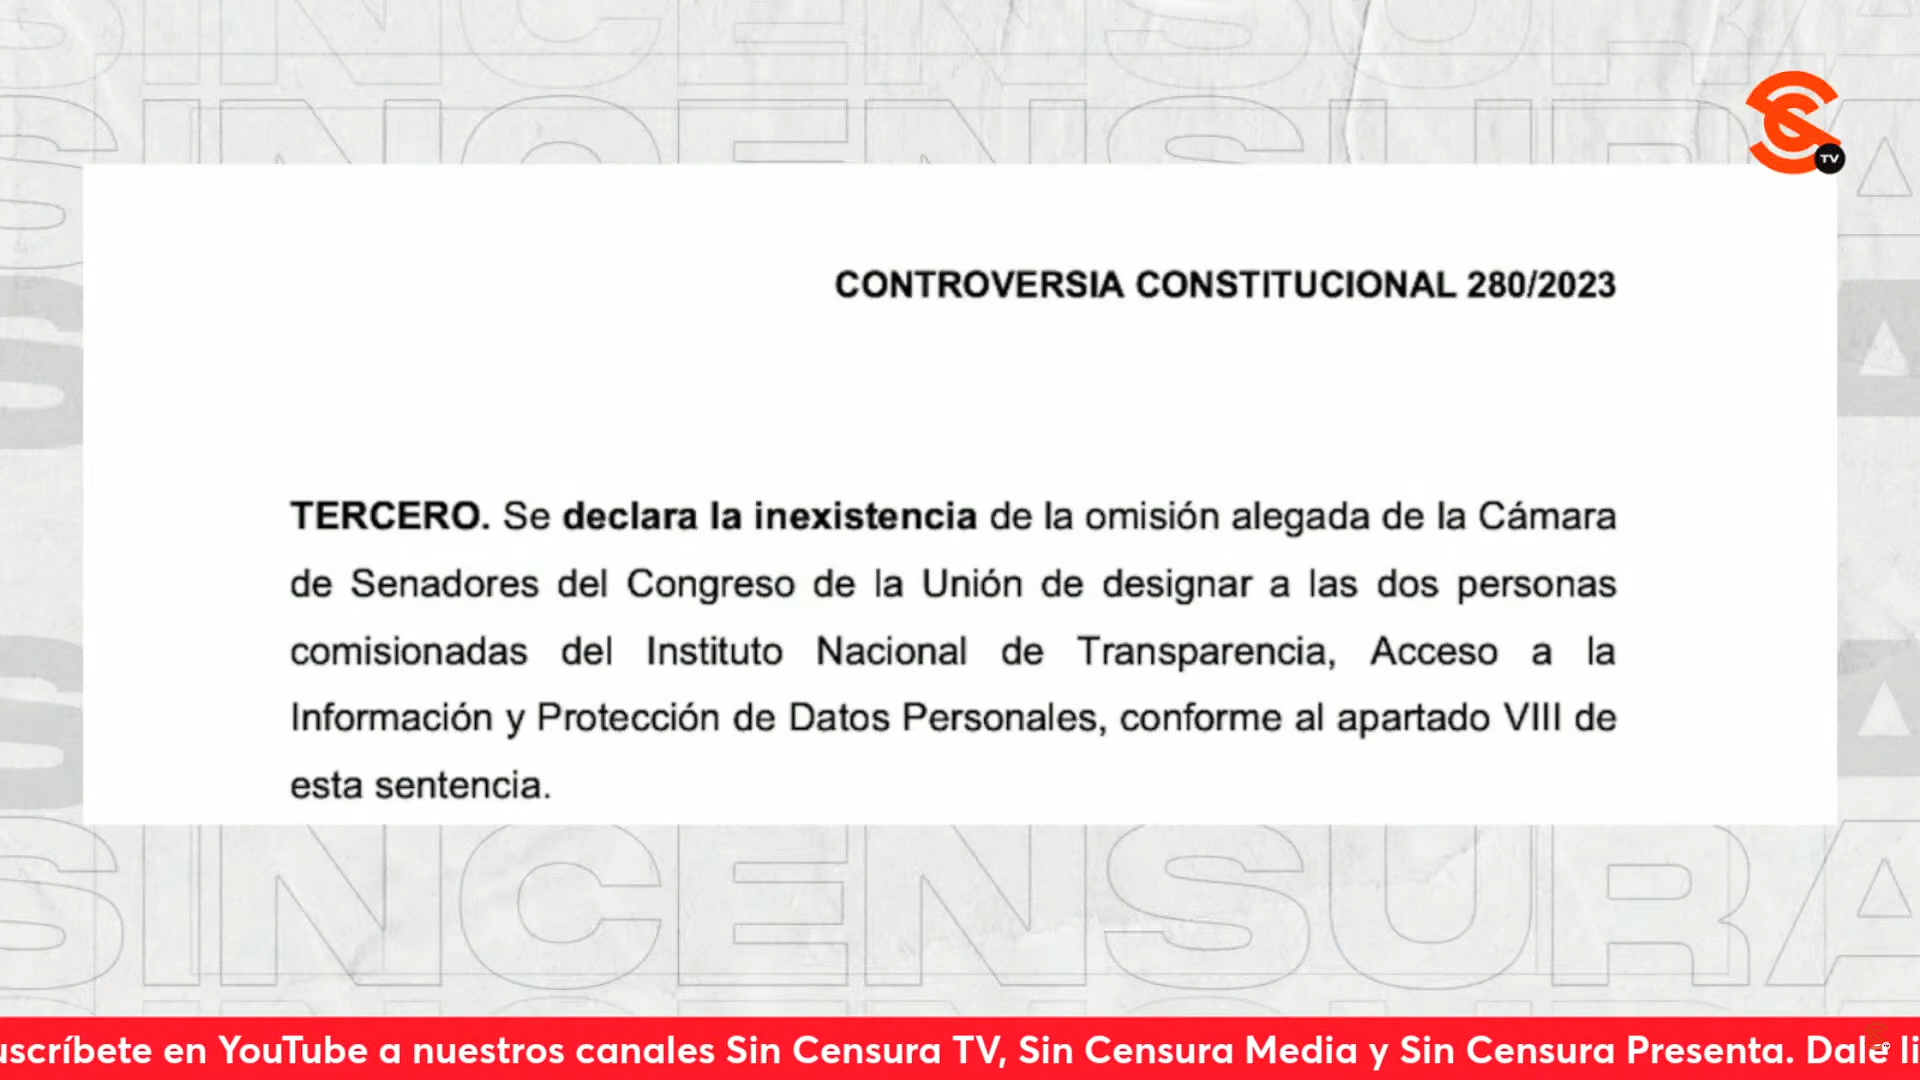 SINCENSURA
SINCENSURA
TV
CONTROVERSIA CONSTITUCIONAL 280/2023
TERCERO. Se declara la inexistencia de la omisión alegada de la Cámara
de Senadores del Congreso de la Unión de designar a las dos personas
comisionadas del Instituto Nacional de Transparencia, Acceso a la
Información y Protección de Datos Personales, conforme al apartado VIII de
esta sentencia.
SINCENSURA
uscríbete en YouTube a nuestros canales Sin Censura TV, Sin Censura Media y Sin Censura Presenta. Dale li